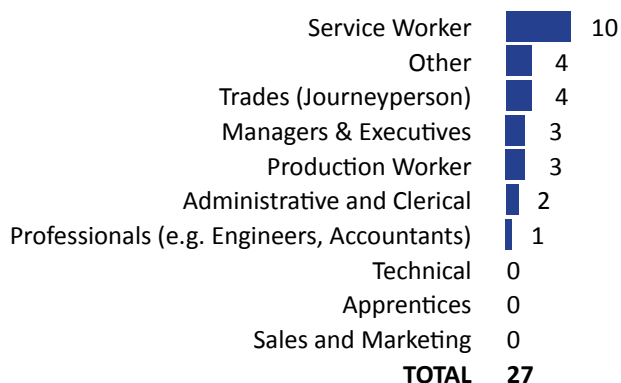 Service Worker 10
Other 4
Trades (Journeyperson) 4
Managers & Executives 3
Production Worker 3
Administrative and Clerical 2
Professionals (e.g. Engineers, Accountants) 1
Technical 0
Apprentices 0
Sales and Marketing 0
TOTAL 27